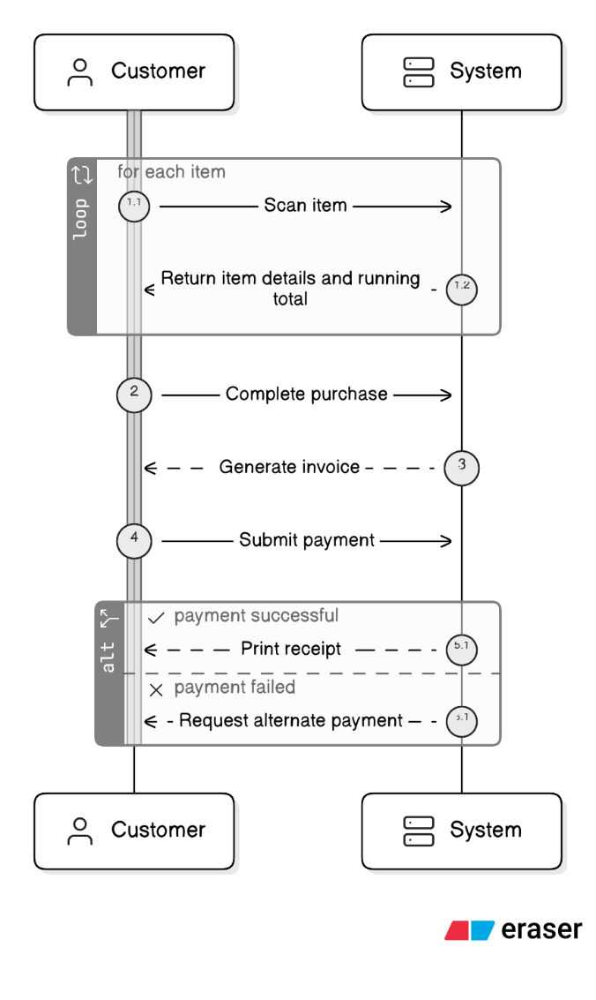 Customer
System
loop
for each item
1.1
Scan item
Return item details and running
total
1.2
2
Complete purchase
Generate invoice
3
4
Submit payment
alt
payment successful
Print receipt
5.1
payment failed
Request alternate payment
Customer
System
eraser